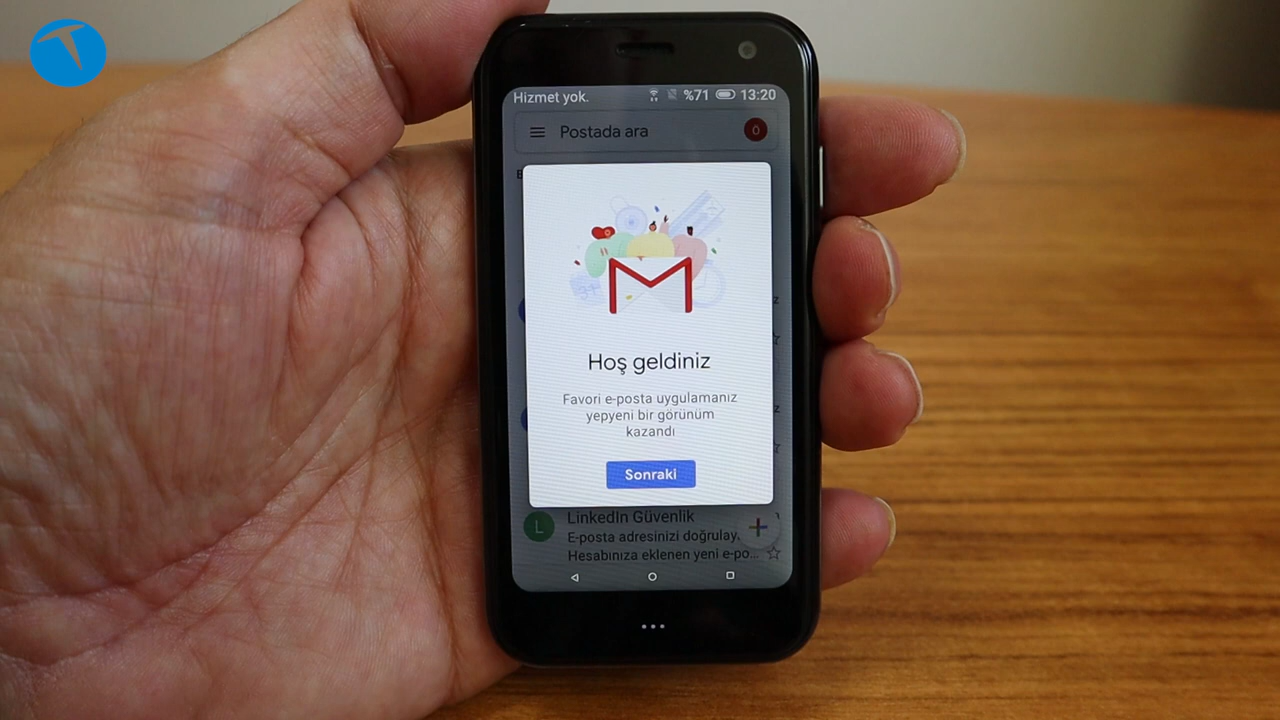 Hizmet yok. %71 13:20
Postada ara Ö
Hoş geldiniz
Favori e-posta uygulamanız
yepyeni bir görünüm
kazandı
Sonraki
L LinkedIn Güvenlik
E-posta adresinizi doğrulay.
Hesabınıza eklenen yeni e-po...